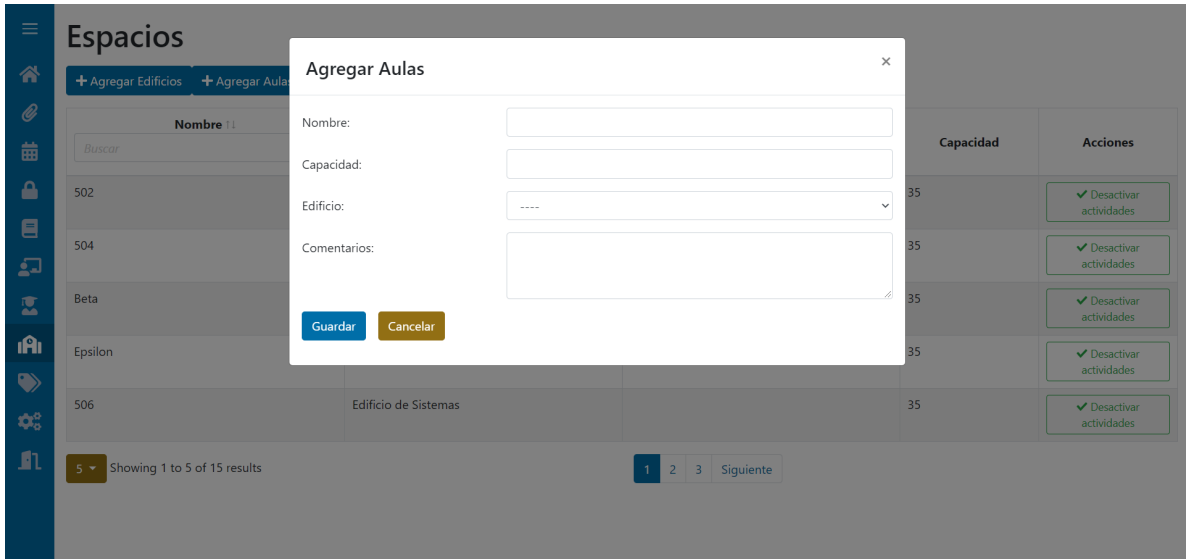 Espacios
Agregar Edificios
Agregar Aulas
Nombre
Buscar
Capacidad
Acciones
502
35
Desactivar
actividades
504
35
Desactivar
actividades
Beta
35
Desactivar
actividades
Epsilon
35
Desactivar
actividades
506
Edificio de Sistemas
35
Desactivar
actividades
5
Showing 1 to 5 of 15 results
1
2
3
Siguiente
Agregar Aulas
×
Nombre:
Capacidad:
Edificio:
----
Comentarios:
Guardar
Cancelar